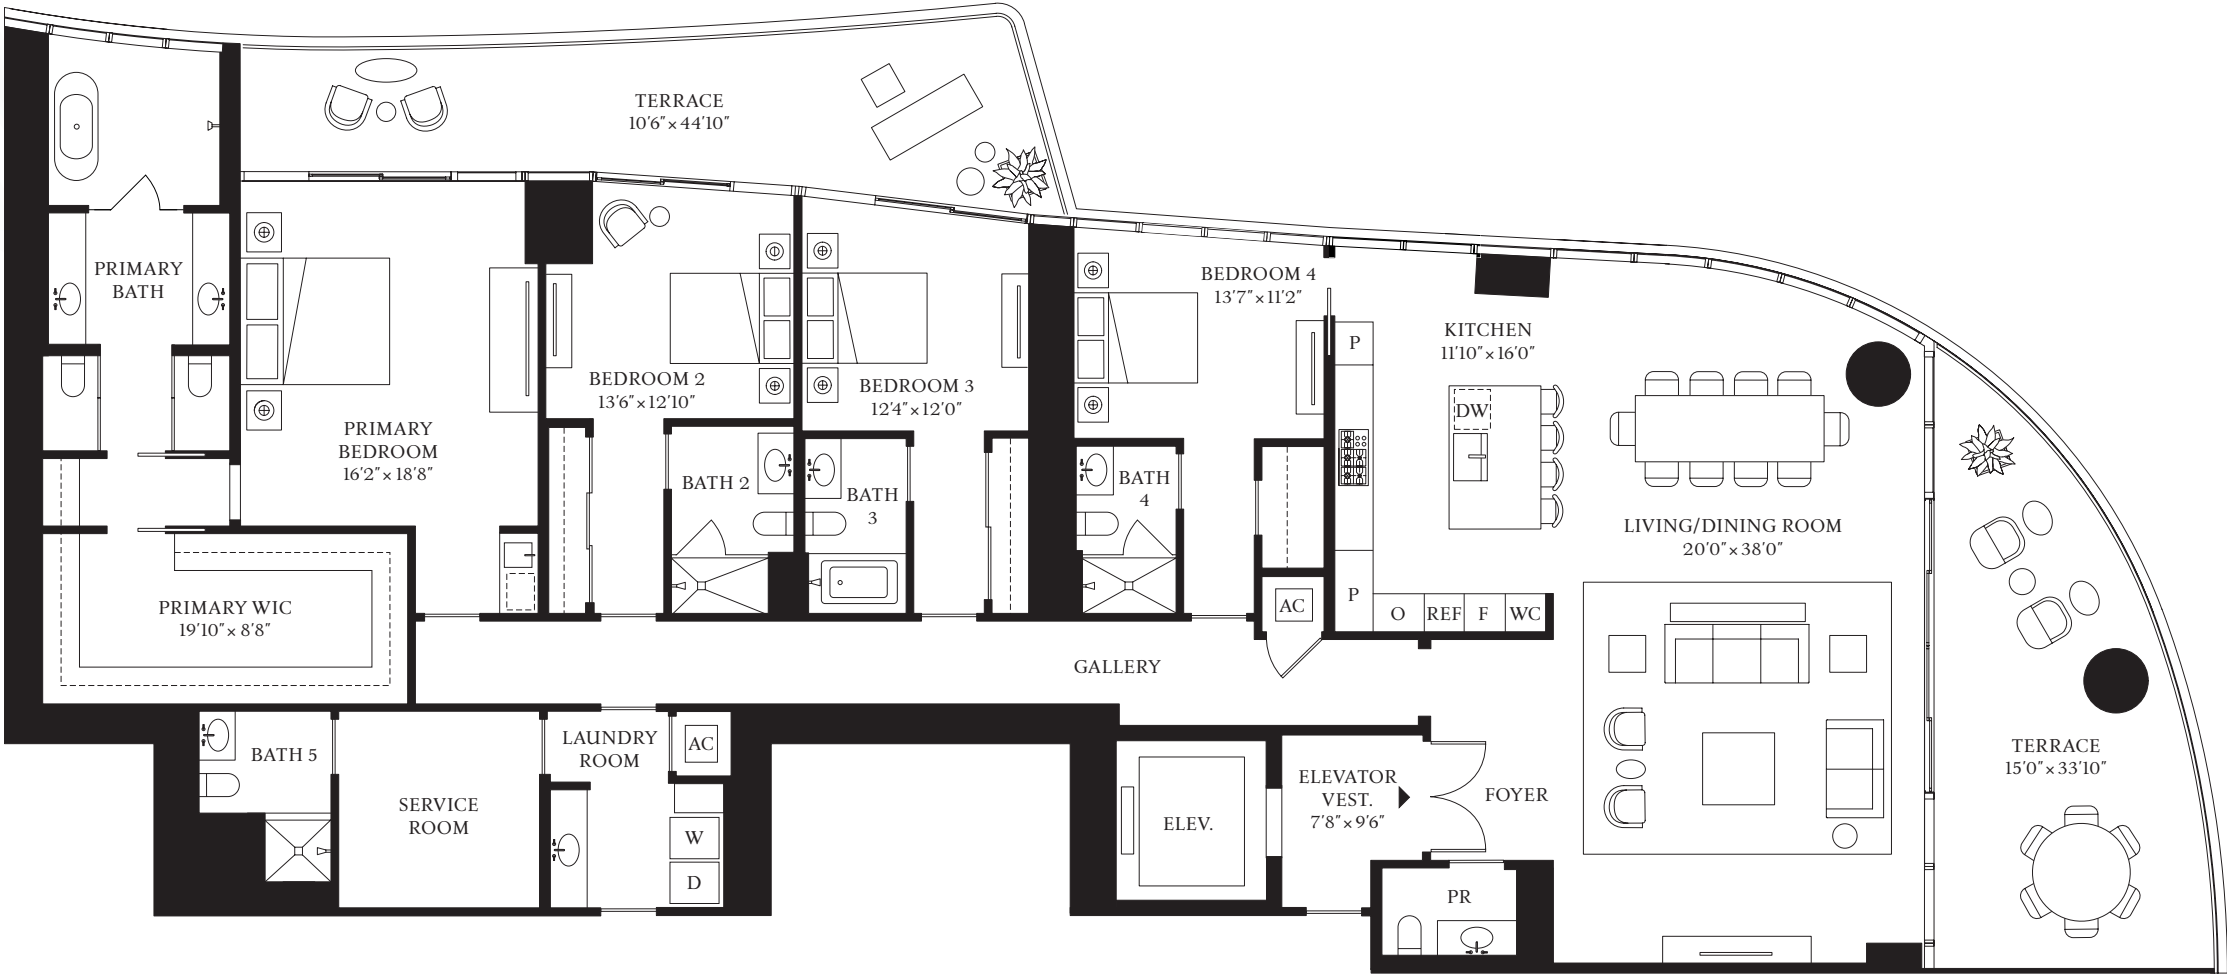 TERRACE
10'6" × 44'10"
PRIMARY
BATH
PRIMARY
BEDROOM
16'2" × 18'8"
BEDROOM 2
13'6" × 12'10"
BEDROOM 3
12'4" × 12'0"
BEDROOM 4
13'7" × 11'2"
KITCHEN
11'10" × 16'0"
P
DW
BATH 2
BATH
3
BATH
4
LIVING/DINING ROOM
20'0" × 38'0"
PRIMARY WIC
19'10" × 8'8"
AC
P
O
REF
F
WC
GALLERY
BATH 5
SERVICE
ROOM
LAUNDRY
ROOM
AC
W
D
ELEV.
ELEVATOR
VEST.
7'8" × 9'6"
FOYER
PR
TERRACE
15'0" × 33'10"